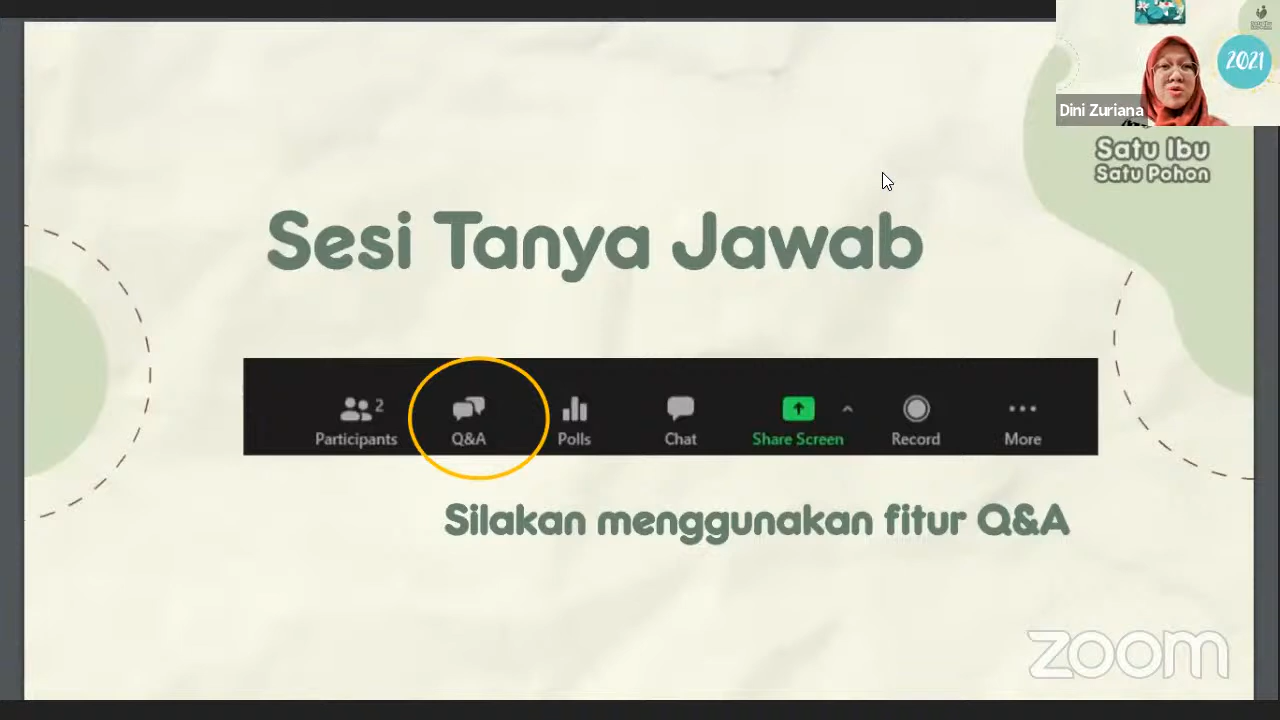 2021
Dini Zuriana
Satu Ibu
Satu Pohon
Sesi Tanya Jawab
2
Participants
Q&A
Polls
Chat
Share Screen
Record
More
Silakan menggunakan fitur Q&A
zoom